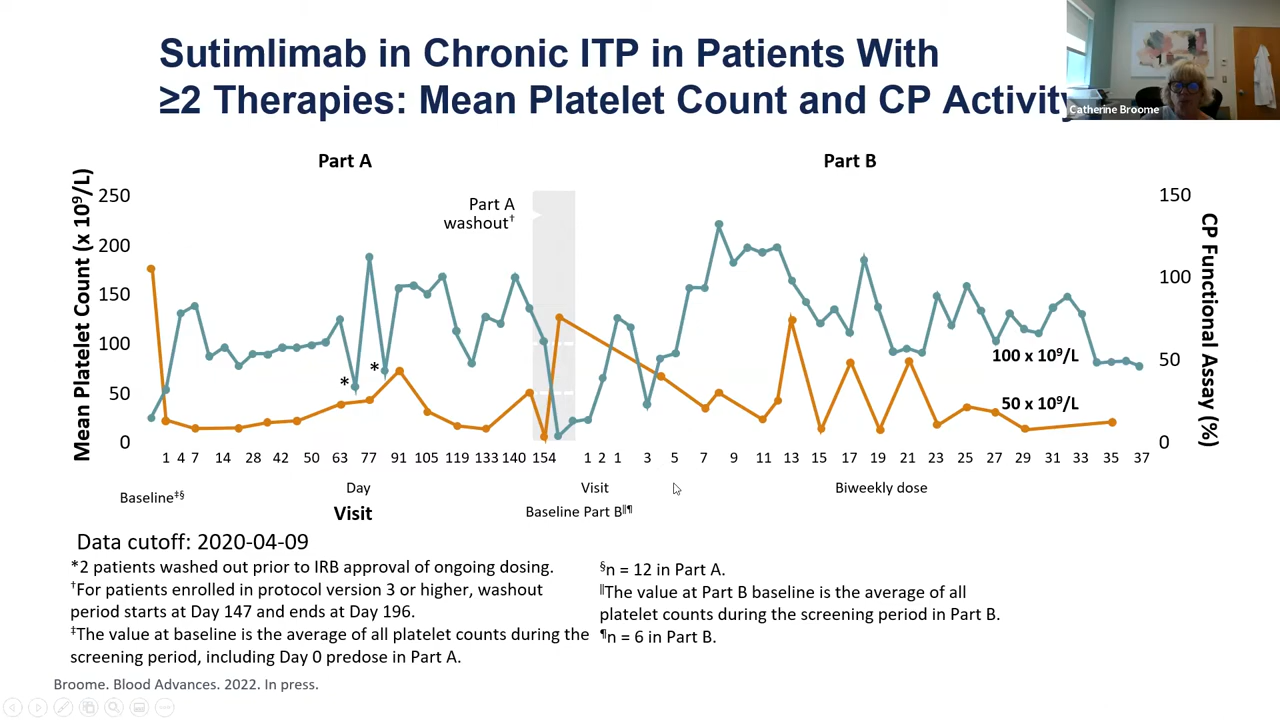 Sutimlimab in Chronic ITP in Patients With
≥2 Therapies: Mean Platelet Count and CP Activity
Catherine Broome
Part A
Part B
Mean Platelet Count (x 10⁹/L)
250
200
150
100
50
0
Part A
washout†
*
*
100 x 10⁹/L
50 x 10⁹/L
150
100
50
0
CP Functional Assay (%)
1 4 7 14 28 42 50 63 77 91 105 119 133 140 154 1 2 1 3 5 7 9 11 13 15 17 19 21 23 25 27 29 31 33 35 37
Baseline‡§
Day
Visit
Biweekly dose
Visit
Baseline Part B‖¶
Data cutoff: 2020-04-09
*2 patients washed out prior to IRB approval of ongoing dosing.
†For patients enrolled in protocol version 3 or higher, washout
period starts at Day 147 and ends at Day 196.
‡The value at baseline is the average of all platelet counts during the
screening period, including Day 0 predose in Part A.
§n = 12 in Part A.
‖The value at Part B baseline is the average of all
platelet counts during the screening period in Part B.
¶n = 6 in Part B.
Broome. Blood Advances. 2022. In press.